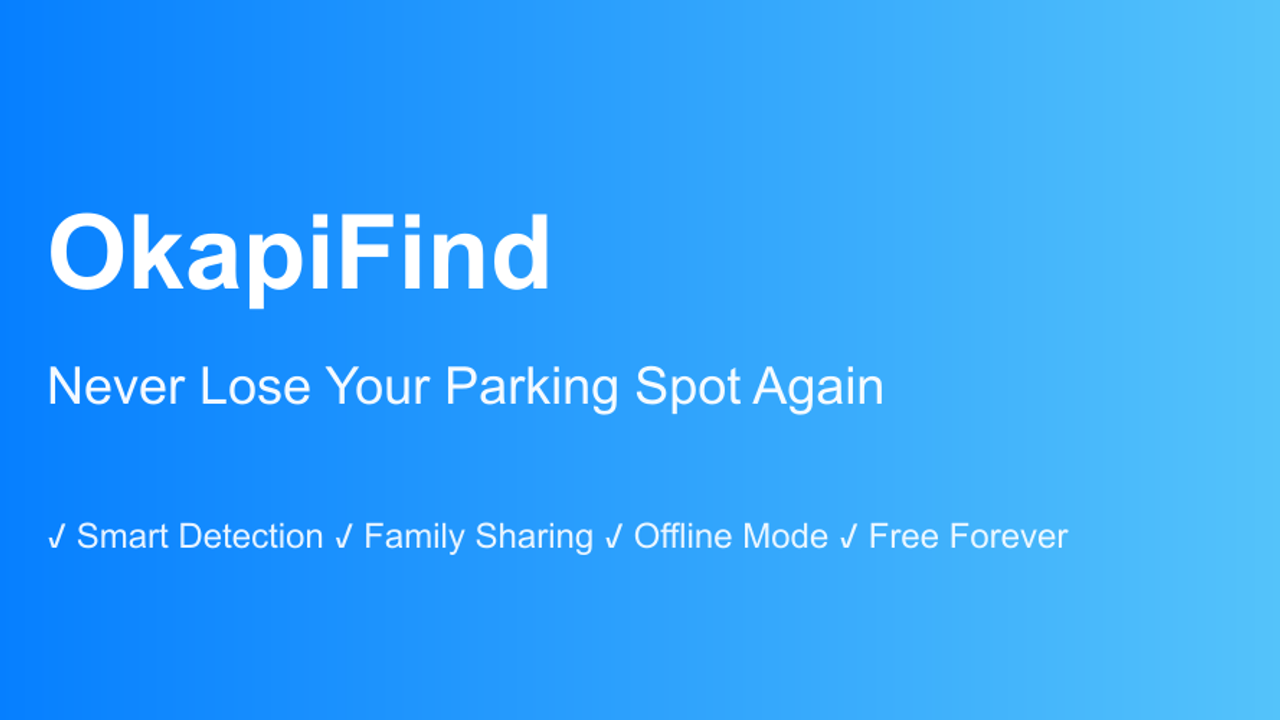 OkapiFind
Never Lose Your Parking Spot Again
✓ Smart Detection ✓ Family Sharing ✓ Offline Mode ✓ Free Forever